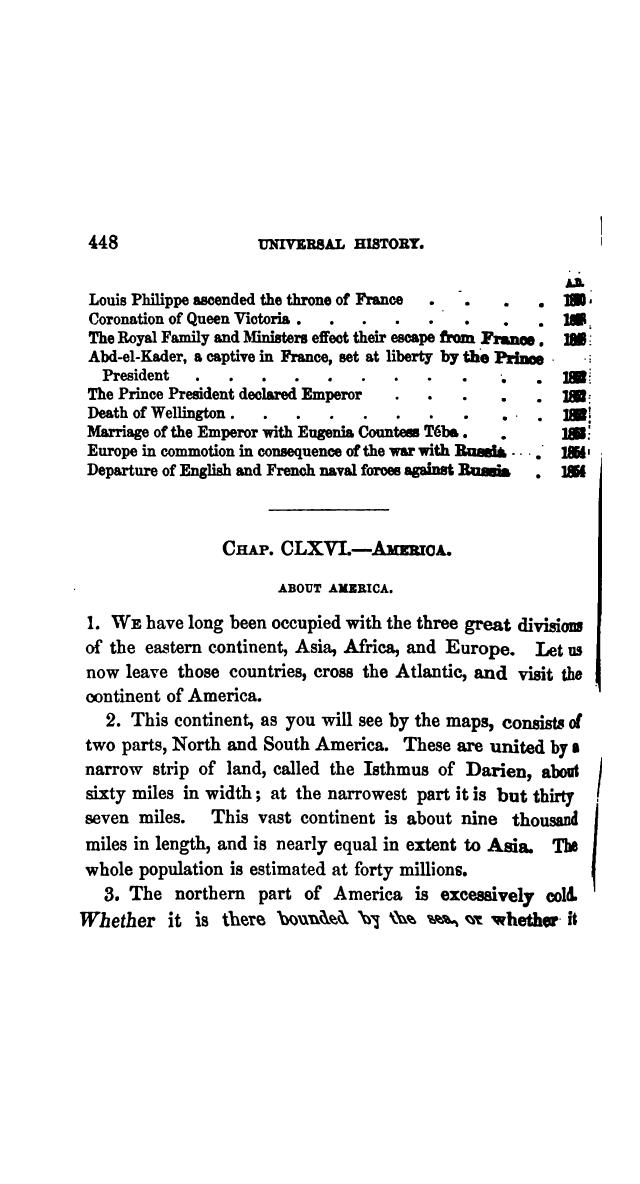 448 UNIVERSAL HISTORY.
A.D.
Louis Philippe ascended the throne of France . . . . 
Coronation of Queen Victoria . . . . . . . .
The Royal Family and Ministers effect their escape from France .
Abd-el-Kader, a captive in France, set at liberty by the Prince
President . . . . . . . . . . . 1852
The Prince President declared Emperor . . . . . 1852
Death of Wellington . . . . . . . . . . 1852
Marriage of the Emperor with Eugenia Countess Téba . . 1853
Europe in commotion in consequence of the war with Russia . . . 1854
Departure of English and French naval forces against Russia . 1854
CHAP. CLXVI.—AMERICA.
ABOUT AMERICA.
1. WE have long been occupied with the three great divisions
of the eastern continent, Asia, Africa, and Europe. Let us
now leave those countries, cross the Atlantic, and visit the
continent of America.
2. This continent, as you will see by the maps, consists of
two parts, North and South America. These are united by a
narrow strip of land, called the Isthmus of Darien, about
sixty miles in width; at the narrowest part it is but thirty
seven miles. This vast continent is about nine thousand
miles in length, and is nearly equal in extent to Asia. The
whole population is estimated at forty millions.
3. The northern part of America is excessively cold.
Whether it is there bounded by the sea, or whether it